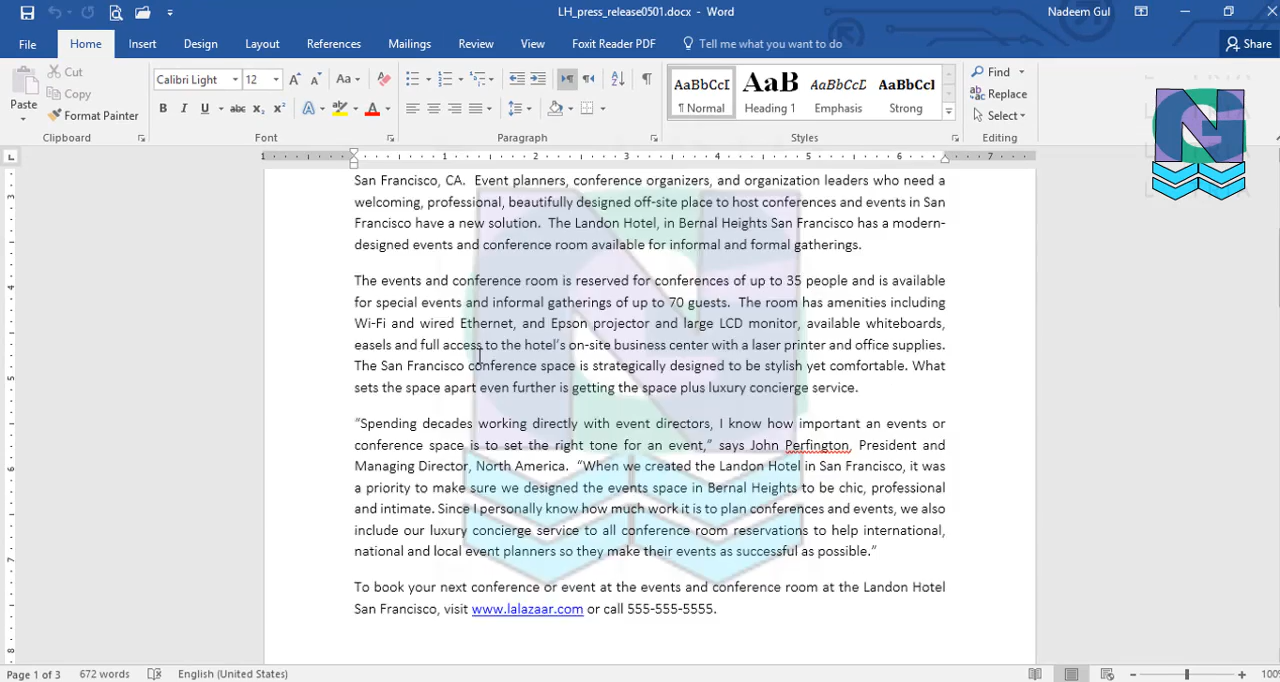 LH_press_release0501.docx - Word
Nadeem Gul
File Home Insert Design Layout References Mailings Review View Foxit Reader PDF Tell me what you want to do Share
Paste
Cut
Copy
Format Painter
Clipboard
Calibri Light 12
Font
Paragraph
AaBbCcI AaB AaBbCcI AaBbCcI
¶ Normal Heading 1 Emphasis Strong
Styles
Find
Replace
Select
Editing
San Francisco, CA. Event planners, conference organizers, and organization leaders who need a
welcoming, professional, beautifully designed off-site place to host conferences and events in San
Francisco have a new solution. The Landon Hotel, in Bernal Heights San Francisco has a modern-
designed events and conference room available for informal and formal gatherings.
The events and conference room is reserved for conferences of up to 35 people and is available
for special events and informal gatherings of up to 70 guests. The room has amenities including
Wi-Fi and wired Ethernet, and Epson projector and large LCD monitor, available whiteboards,
easels and full access to the hotel's on-site business center with a laser printer and office supplies.
The San Francisco conference space is strategically designed to be stylish yet comfortable. What
sets the space apart even further is getting the space plus luxury concierge service.
"Spending decades working directly with event directors, I know how important an events or
conference space is to set the right tone for an event," says John Perfington, President and
Managing Director, North America. "When we created the Landon Hotel in San Francisco, it was
a priority to make sure we designed the events space in Bernal Heights to be chic, professional
and intimate. Since I personally know how much work it is to plan conferences and events, we also
include our luxury concierge service to all conference room reservations to help international,
national and local event planners so they make their events as successful as possible."
To book your next conference or event at the events and conference room at the Landon Hotel
San Francisco, visit www.lalazaar.com or call 555-555-5555.
Page 1 of 3 672 words English (United States) 100%